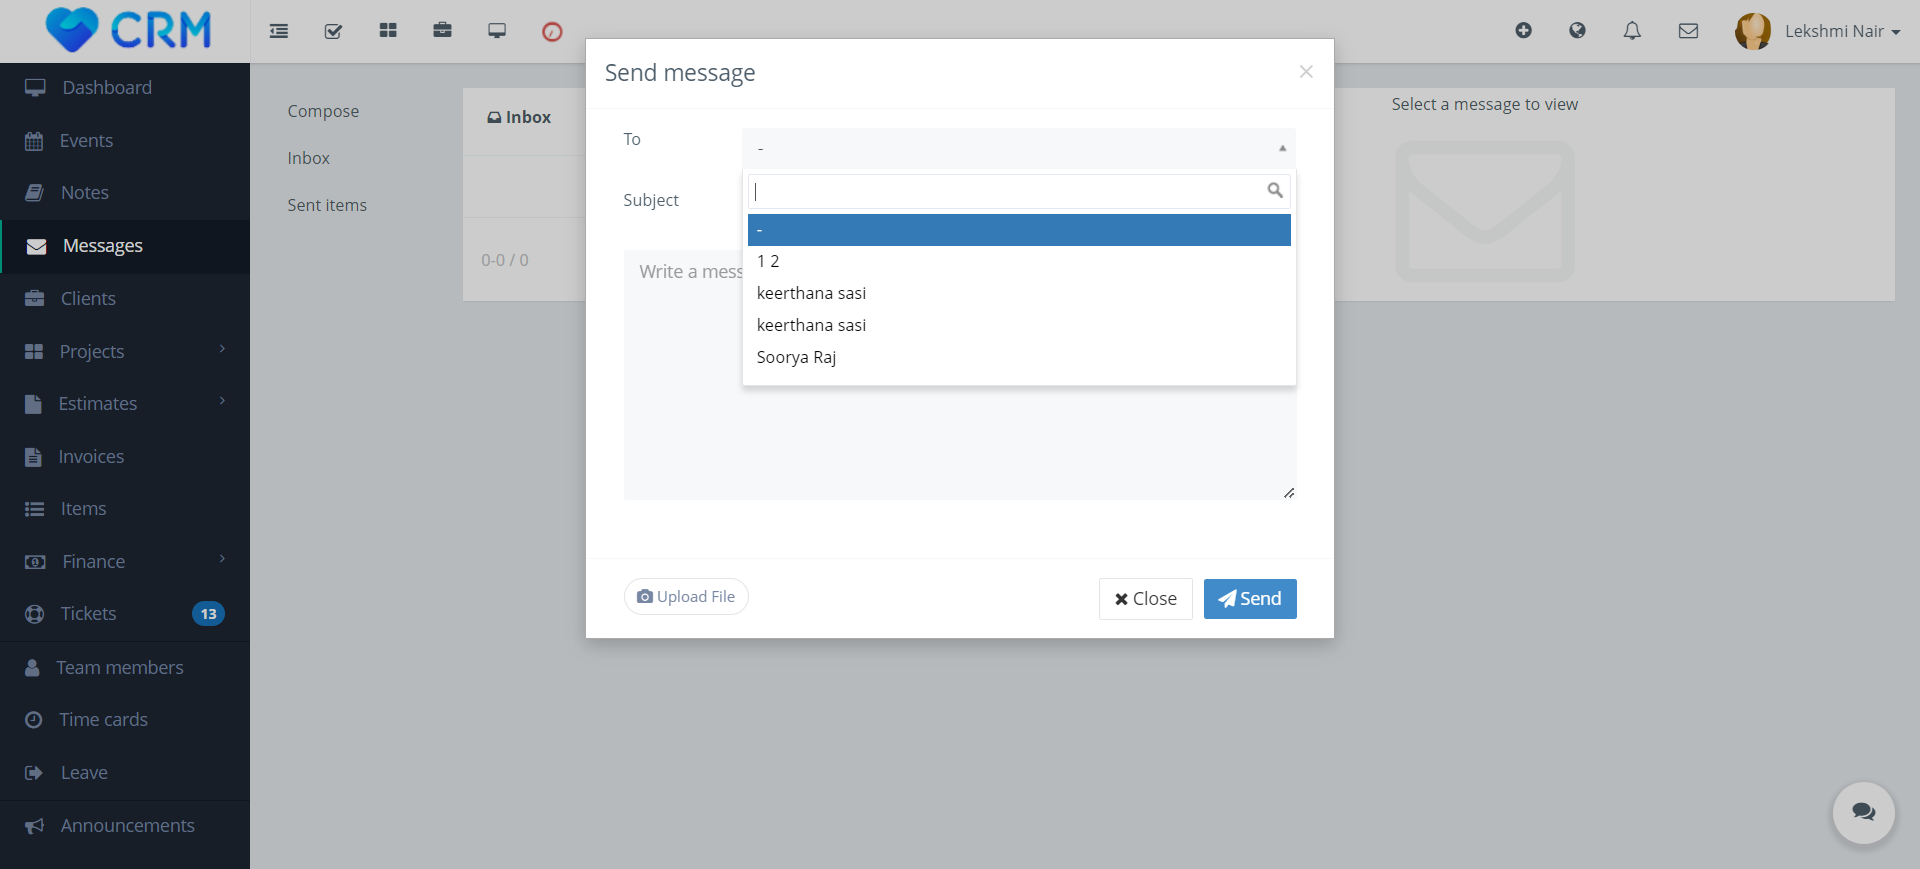 CRM
Lekshmi Nair
Dashboard
Events
Notes
Messages
Clients
Projects
Estimates
Invoices
Items
Finance
Tickets 13
Team members
Time cards
Leave
Announcements
Compose
Inbox
Sent items
Inbox
0-0 / 0
Select a message to view
Send message
×
To
-
Subject
-
1 2
keerthana sasi
keerthana sasi
Soorya Raj
Write a mess
Upload File
Close
Send